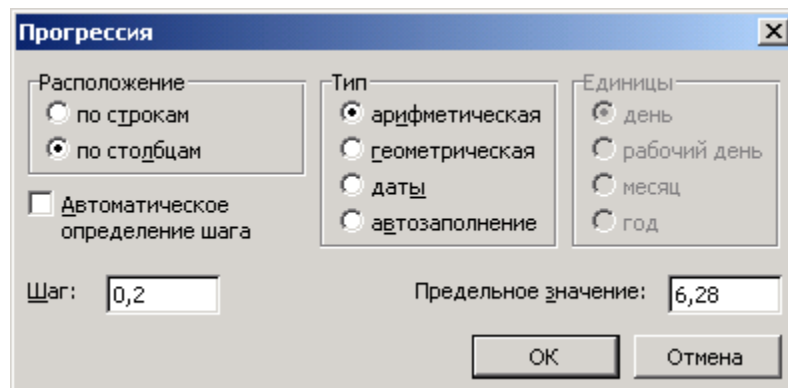 Прогрессия
Расположение
по строкам
по столбцам
Автоматическое
определение шага
Тип
арифметическая
геометрическая
даты
автозаполнение
Единицы
день
рабочий день
месяц
год
Шаг: 0,2
Предельное значение: 6,28
ОК
Отмена